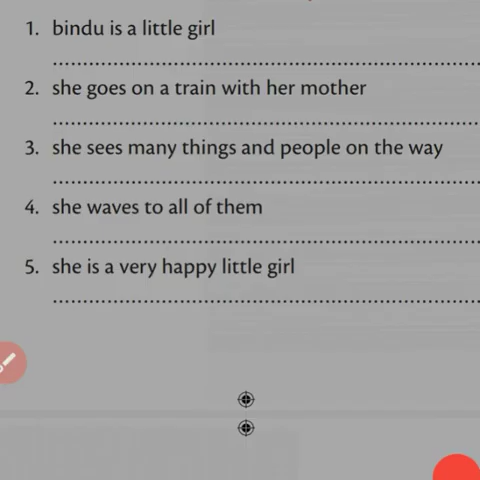 1. bindu is a little girl
2. she goes on a train with her mother
3. she sees many things and people on the way
4. she waves to all of them
5. she is a very happy little girl